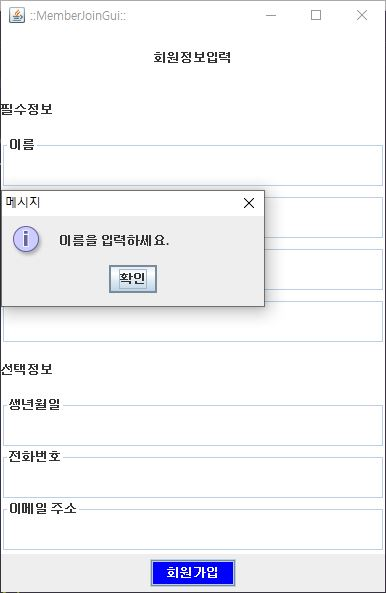 ::MemberJoinGui::
회원정보입력
필수정보
이름
메시지
이름을 입력하세요.
확인
선택정보
생년월일
전화번호
이메일 주소
회원가입